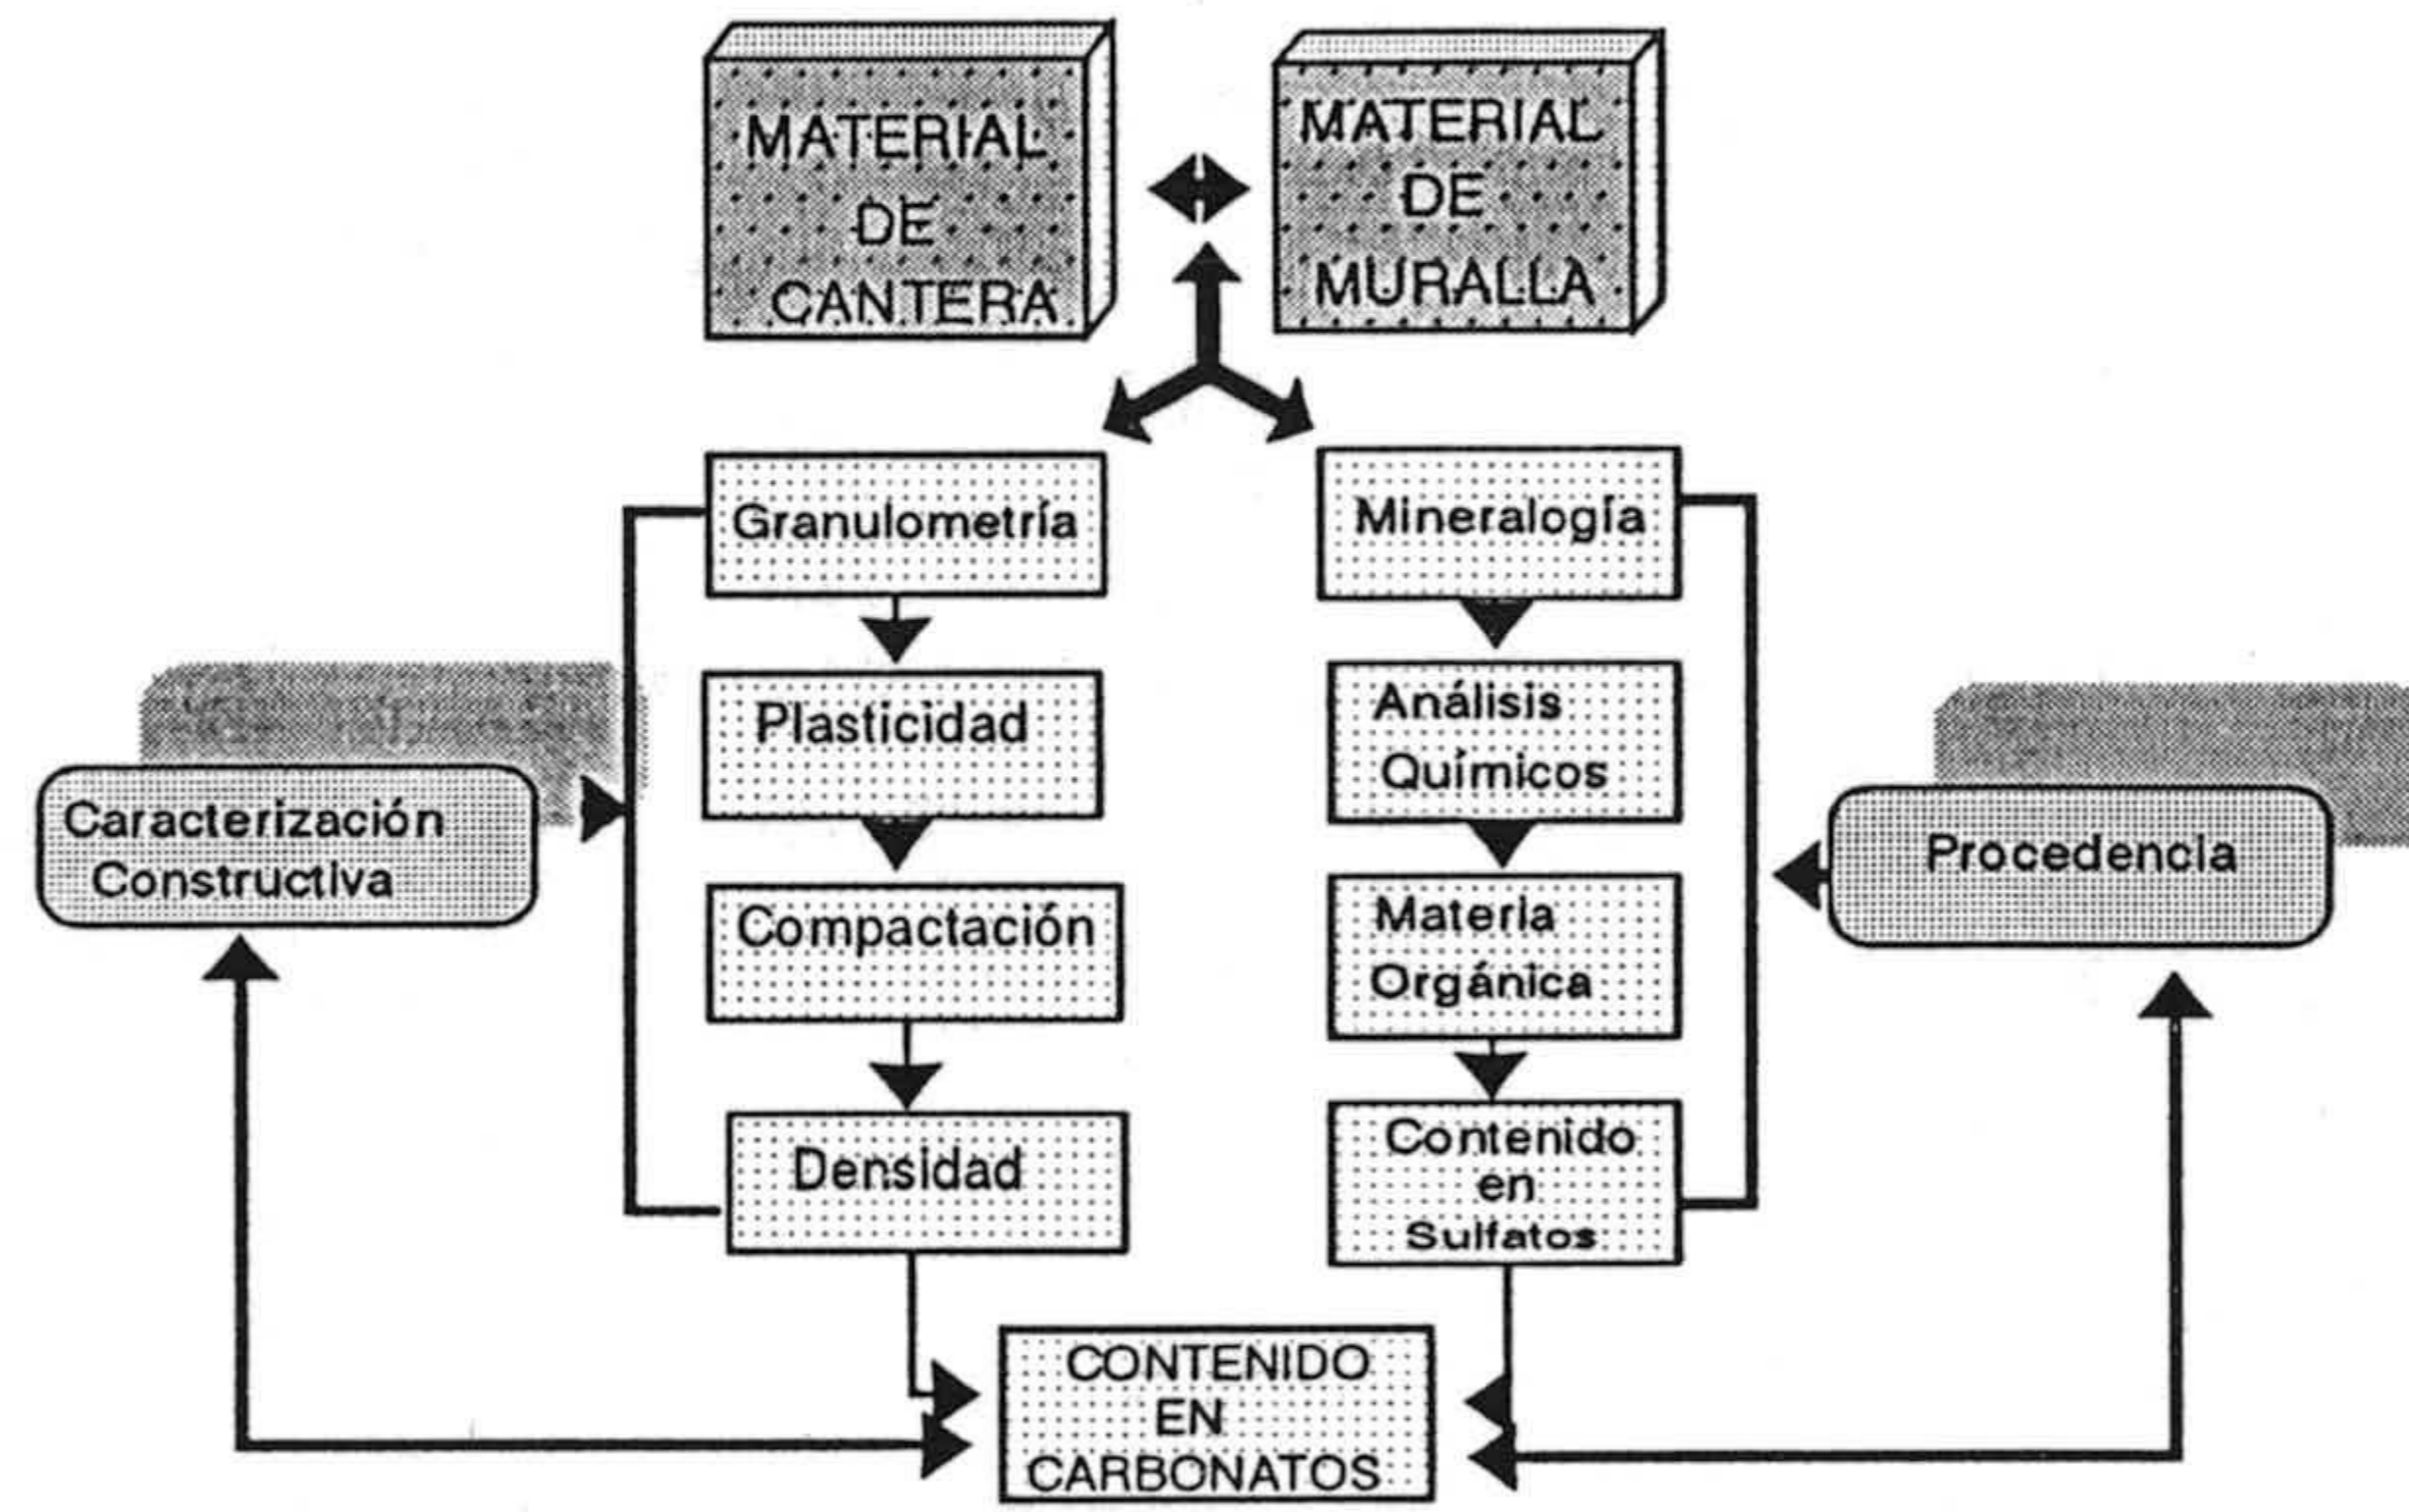 MATERIAL
DE
CANTERA
MATERIAL
DE
MURALLA
Granulometría
Plasticidad
Compactación
Densidad
Mineralogía
Análisis
Químicos
Materia
Orgánica
Contenido
en
Sulfatos
Caracterización
Constructiva
Procedencia
CONTENIDO
EN
CARBONATOS